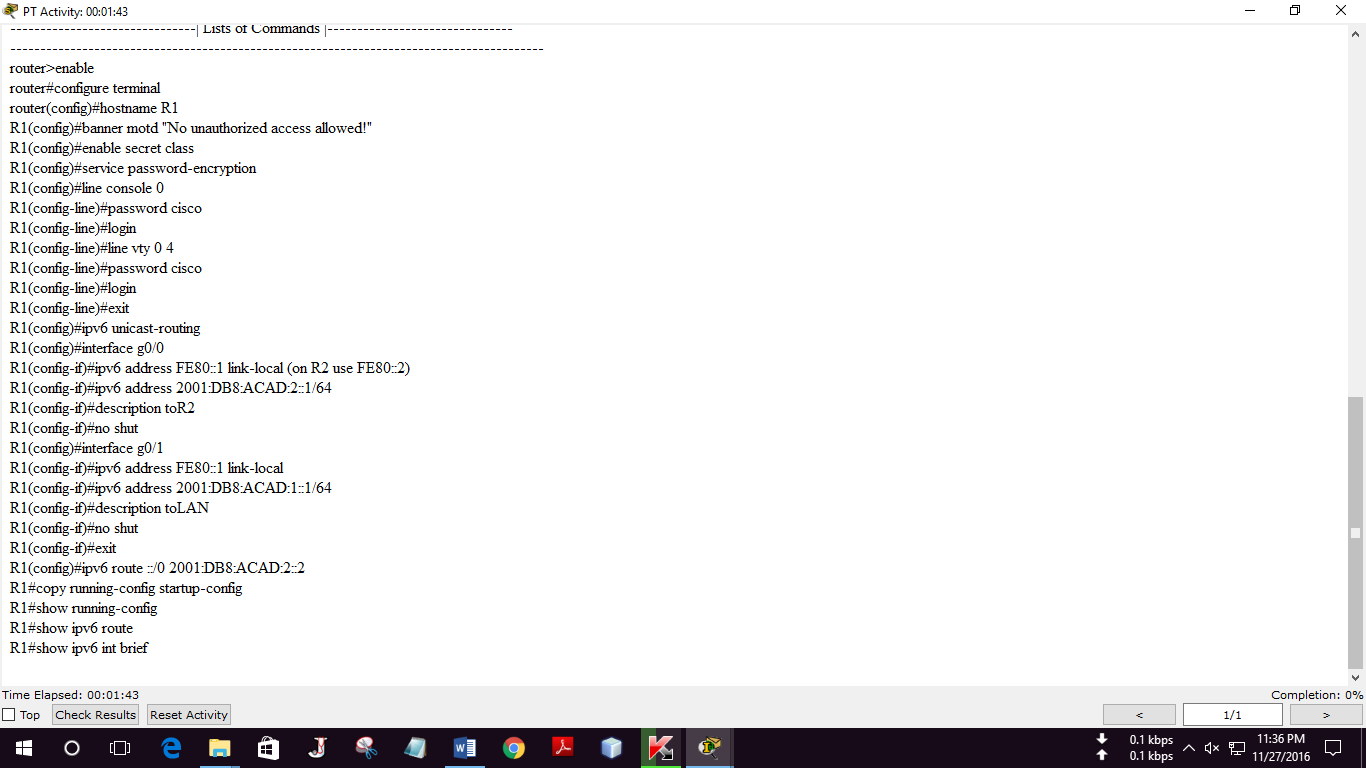 PT Activity: 00:01:43
-------------------------------| Lists of Commands |-------------------------------
-----------------------------------------------------------------------------------------
router>enable
router#configure terminal
router(config)#hostname R1
R1(config)#banner motd "No unauthorized access allowed!"
R1(config)#enable secret class
R1(config)#service password-encryption
R1(config)#line console 0
R1(config-line)#password cisco
R1(config-line)#login
R1(config-line)#line vty 0 4
R1(config-line)#password cisco
R1(config-line)#login
R1(config-line)#exit
R1(config)#ipv6 unicast-routing
R1(config)#interface g0/0
R1(config-if)#ipv6 address FE80::1 link-local (on R2 use FE80::2)
R1(config-if)#ipv6 address 2001:DB8:ACAD:2::1/64
R1(config-if)#description toR2
R1(config-if)#no shut
R1(config)#interface g0/1
R1(config-if)#ipv6 address FE80::1 link-local
R1(config-if)#ipv6 address 2001:DB8:ACAD:1::1/64
R1(config-if)#description toLAN
R1(config-if)#no shut
R1(config-if)#exit
R1(config)#ipv6 route ::/0 2001:DB8:ACAD:2::2
R1#copy running-config startup-config
R1#show running-config
R1#show ipv6 route
R1#show ipv6 int brief
Time Elapsed: 00:01:43 Completion: 0%
Top Check Results Reset Activity < 1/1 >
0.1 kbps 11:36 PM
0.1 kbps 11/27/2016